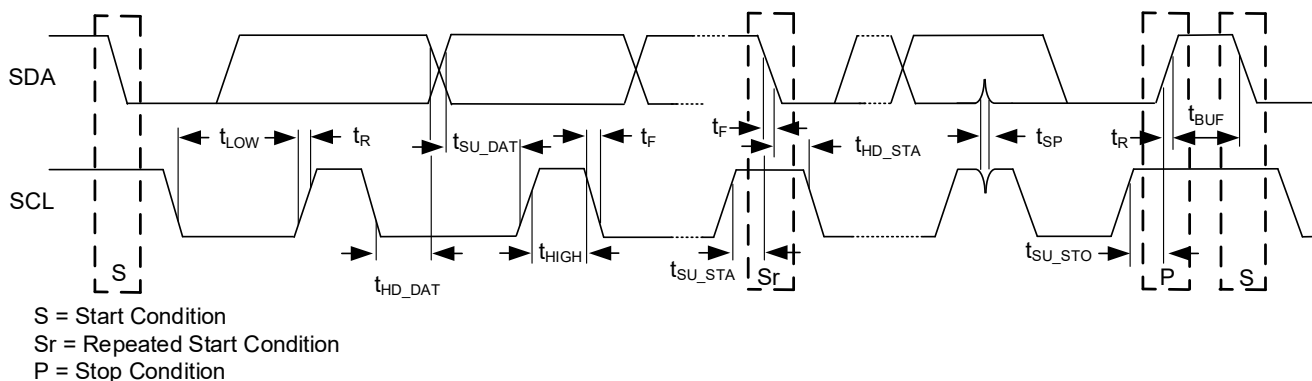 SDA
t_LOW
t_R
t_SU_DAT
t_F
t_F
t_HD_STA
t_SP
t_R
t_BUF
SCL
S
t_HD_DAT
t_HIGH
t_SU_STA
Sr
t_SU_STO
P
S
S = Start Condition
Sr = Repeated Start Condition
P = Stop Condition